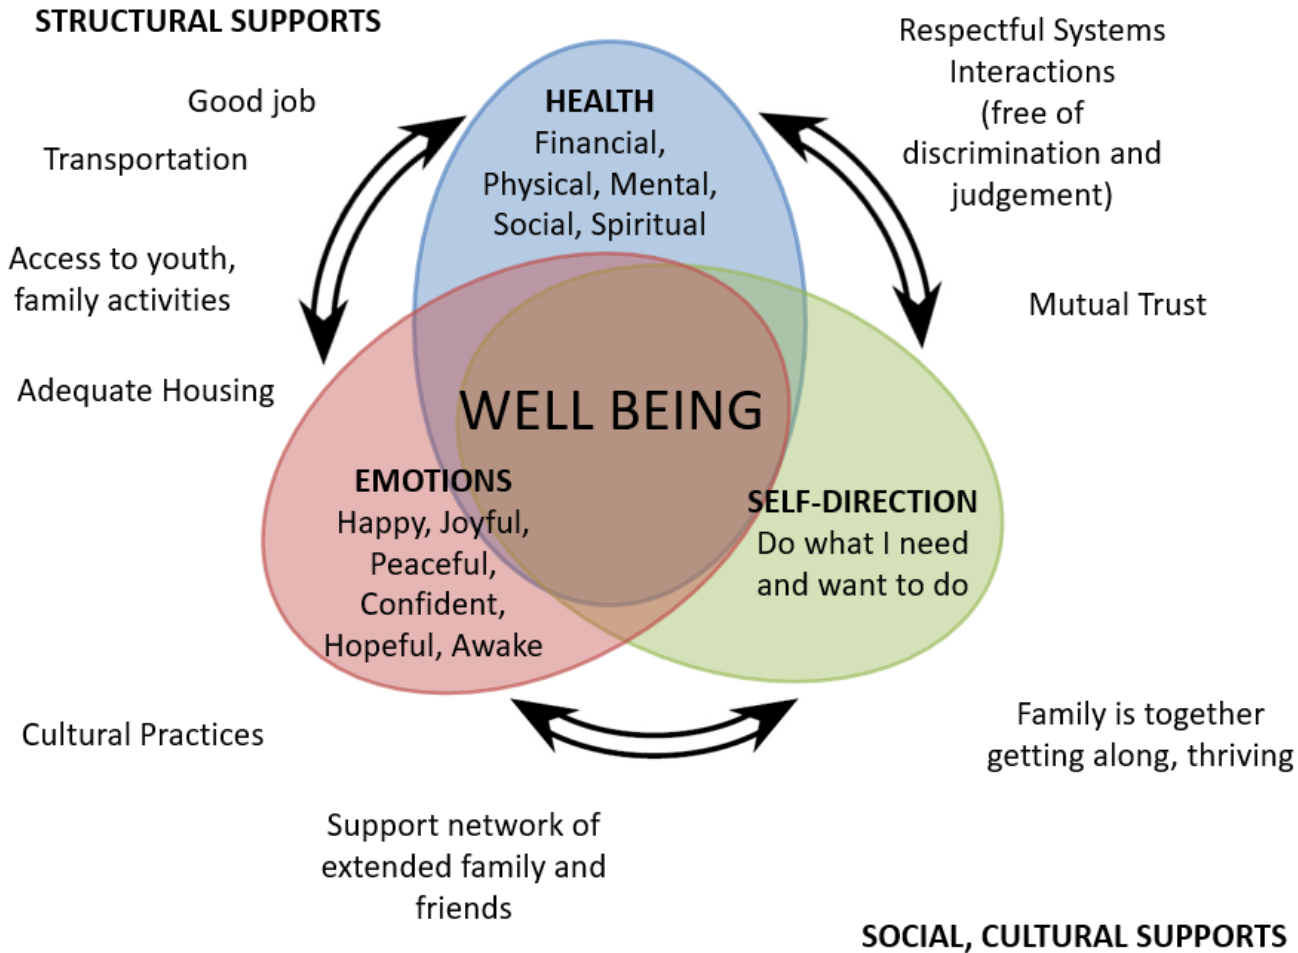 STRUCTURAL SUPPORTS
Good job
Transportation
Access to youth,
family activities
Adequate Housing
HEALTH
Financial,
Physical, Mental,
Social, Spiritual
Respectful Systems
Interactions
(free of
discrimination and
judgement)
Mutual Trust
WELL BEING
EMOTIONS
Happy, Joyful,
Peaceful,
Confident,
Hopeful, Awake
SELF-DIRECTION
Do what I need
and want to do
Cultural Practices
Support network of
extended family and
friends
Family is together
getting along, thriving
SOCIAL, CULTURAL SUPPORTS